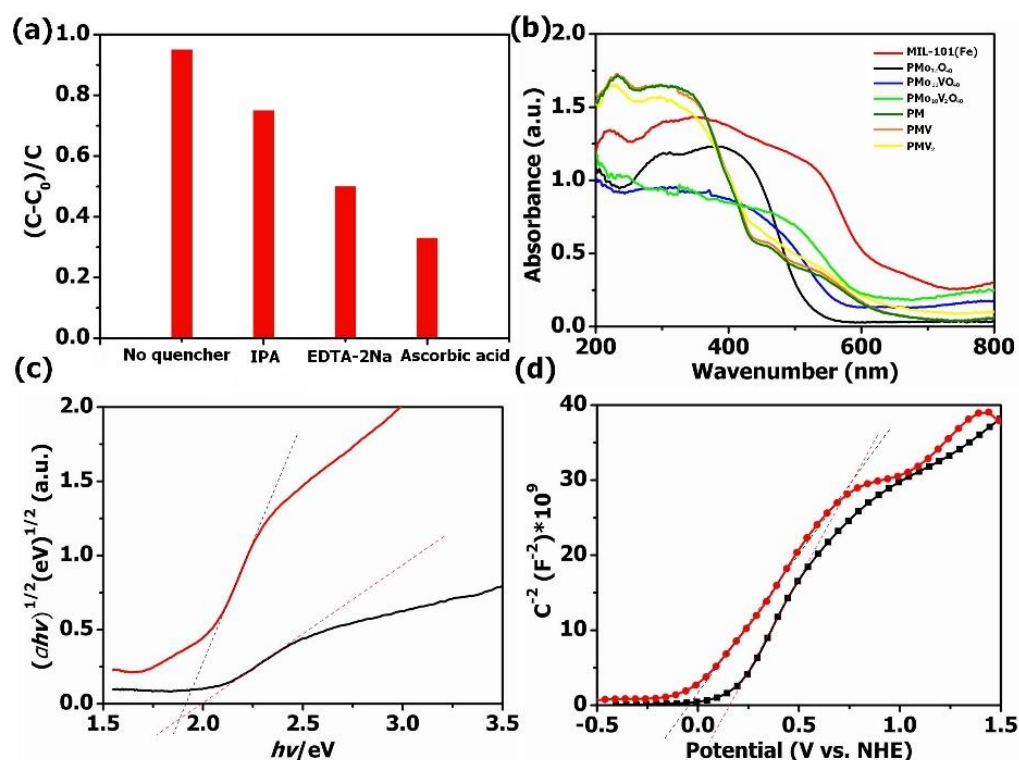 (a)
(C-C₀)/C
1.0
0.8
0.6
0.4
0.2
0.0
No quencher IPA EDTA-2Na Ascorbic acid
(b)
Absorbance (a.u.)
2.0
1.5
1.0
0.5
0.0
MIL-101(Fe)
PMo₁₂O₄₀
PMo₁₁VO₄₀
PMo₁₀V₂O₄₀
PM
PMV
PMV₂
200 400 600 800
Wavenumber (nm)
(c)
(αhv)¹/²(eV)¹/² (a.u.)
2.0
1.5
1.0
0.5
0.0
1.5 2.0 2.5 3.0 3.5
hv/eV
(d)
C⁻² (F⁻²)*10⁹
40
30
20
10
0
-0.5 0.0 0.5 1.0 1.5
Potential (V vs. NHE)